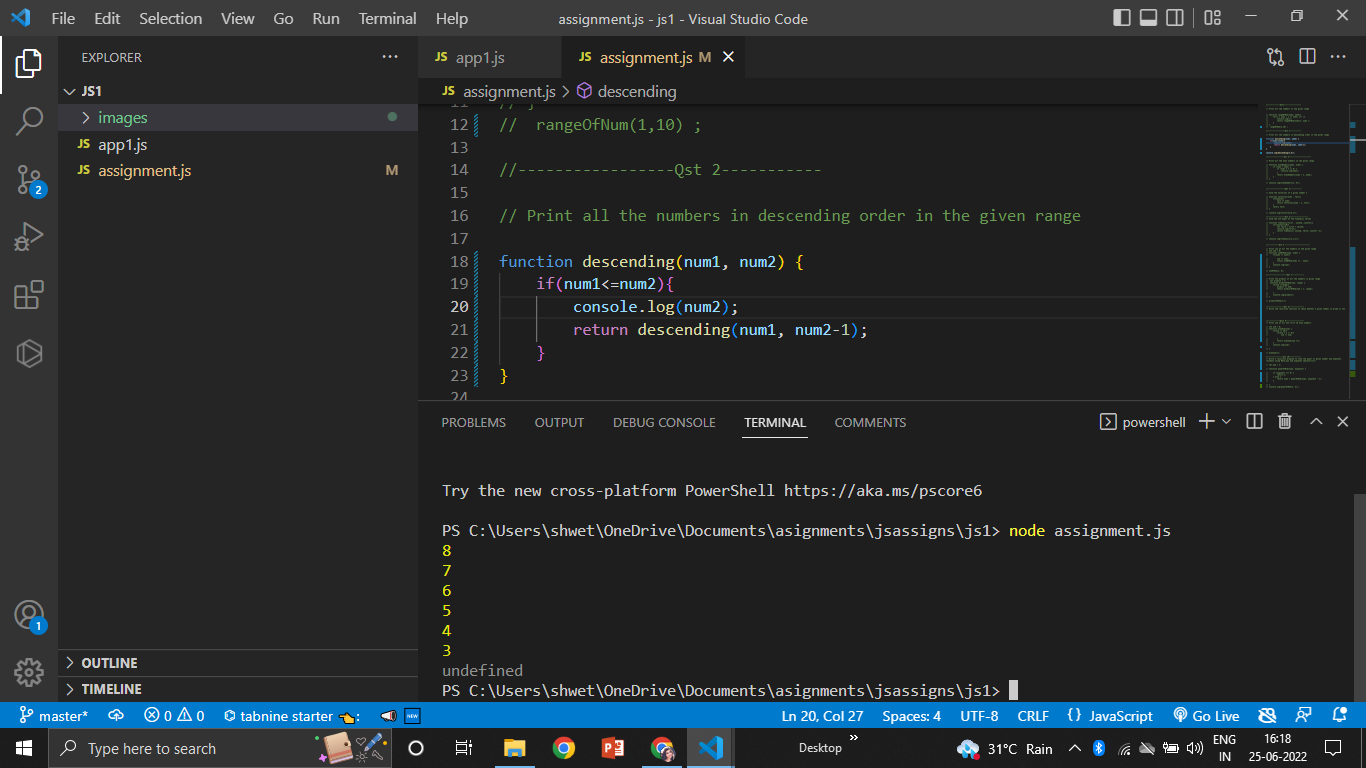 File Edit Selection View Go Run Terminal Help assignment.js - js1 - Visual Studio Code
EXPLORER
JS1
images
JS app1.js
JS assignment.js M
OUTLINE
TIMELINE
2
1
JS app1.js JS assignment.js M
JS assignment.js > descending
11 // }
12 //  rangeOfNum(1,10) ;
13
14 //-----------------Qst 2-----------
15
16 // Print all the numbers in descending order in the given range
17
18 function descending(num1, num2) {
19     if(num1<=num2){
20         console.log(num2);
21         return descending(num1, num2-1);
22     }
23 }
24
PROBLEMS OUTPUT DEBUG CONSOLE TERMINAL COMMENTS powershell
Try the new cross-platform PowerShell https://aka.ms/pscore6
PS C:\Users\shwet\OneDrive\Documents\asignments\jsassigns\js1> node assignment.js
8
7
6
5
4
3
undefined
PS C:\Users\shwet\OneDrive\Documents\asignments\jsassigns\js1>
master* 0 0 tabnine starter : NEW Ln 20, Col 27 Spaces: 4 UTF-8 CRLF {} JavaScript Go Live
Type here to search Desktop » 31°C Rain ENG IN 16:18 25-06-2022